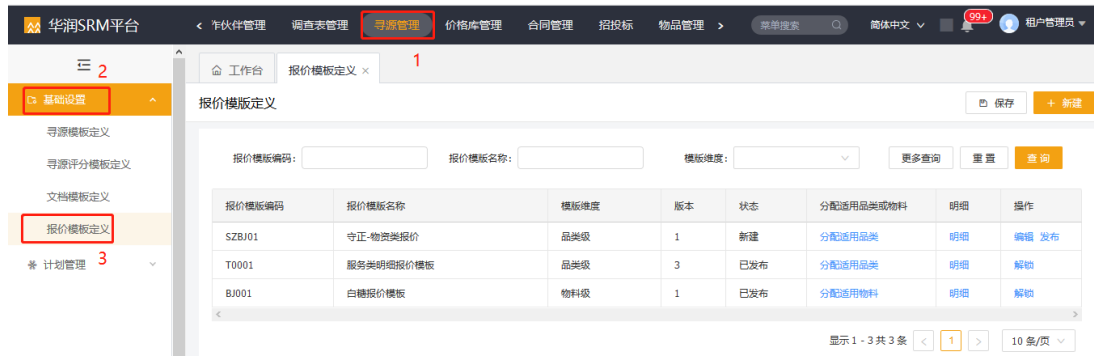 华润SRM平台
作伙伴管理 调查表管理 寻源管理 价格库管理 合同管理 招投标 物品管理 菜单搜索 简体中文 99+ 租户管理员
1
2
工作台 报价模板定义 ×
基础设置
寻源模板定义
寻源评分模板定义
文档模板定义
报价模板定义
3
计划管理
报价模版定义 保存 + 新建
报价模版编码: 报价模版名称: 模版维度: 更多查询 重置 查询
报价模版编码 报价模版名称 模版维度 版本 状态 分配适用品类或物料 明细 操作
SZBJ01 守正-物资类报价 品类级 1 新建 分配适用品类 明细 编辑 发布
T0001 服务类明细报价模板 品类级 3 已发布 分配适用品类 明细 解锁
BJ001 白糖报价模板 物料级 1 已发布 分配适用物料 明细 解锁
显示 1 - 3 共 3 条 < 1 > 10 条/页